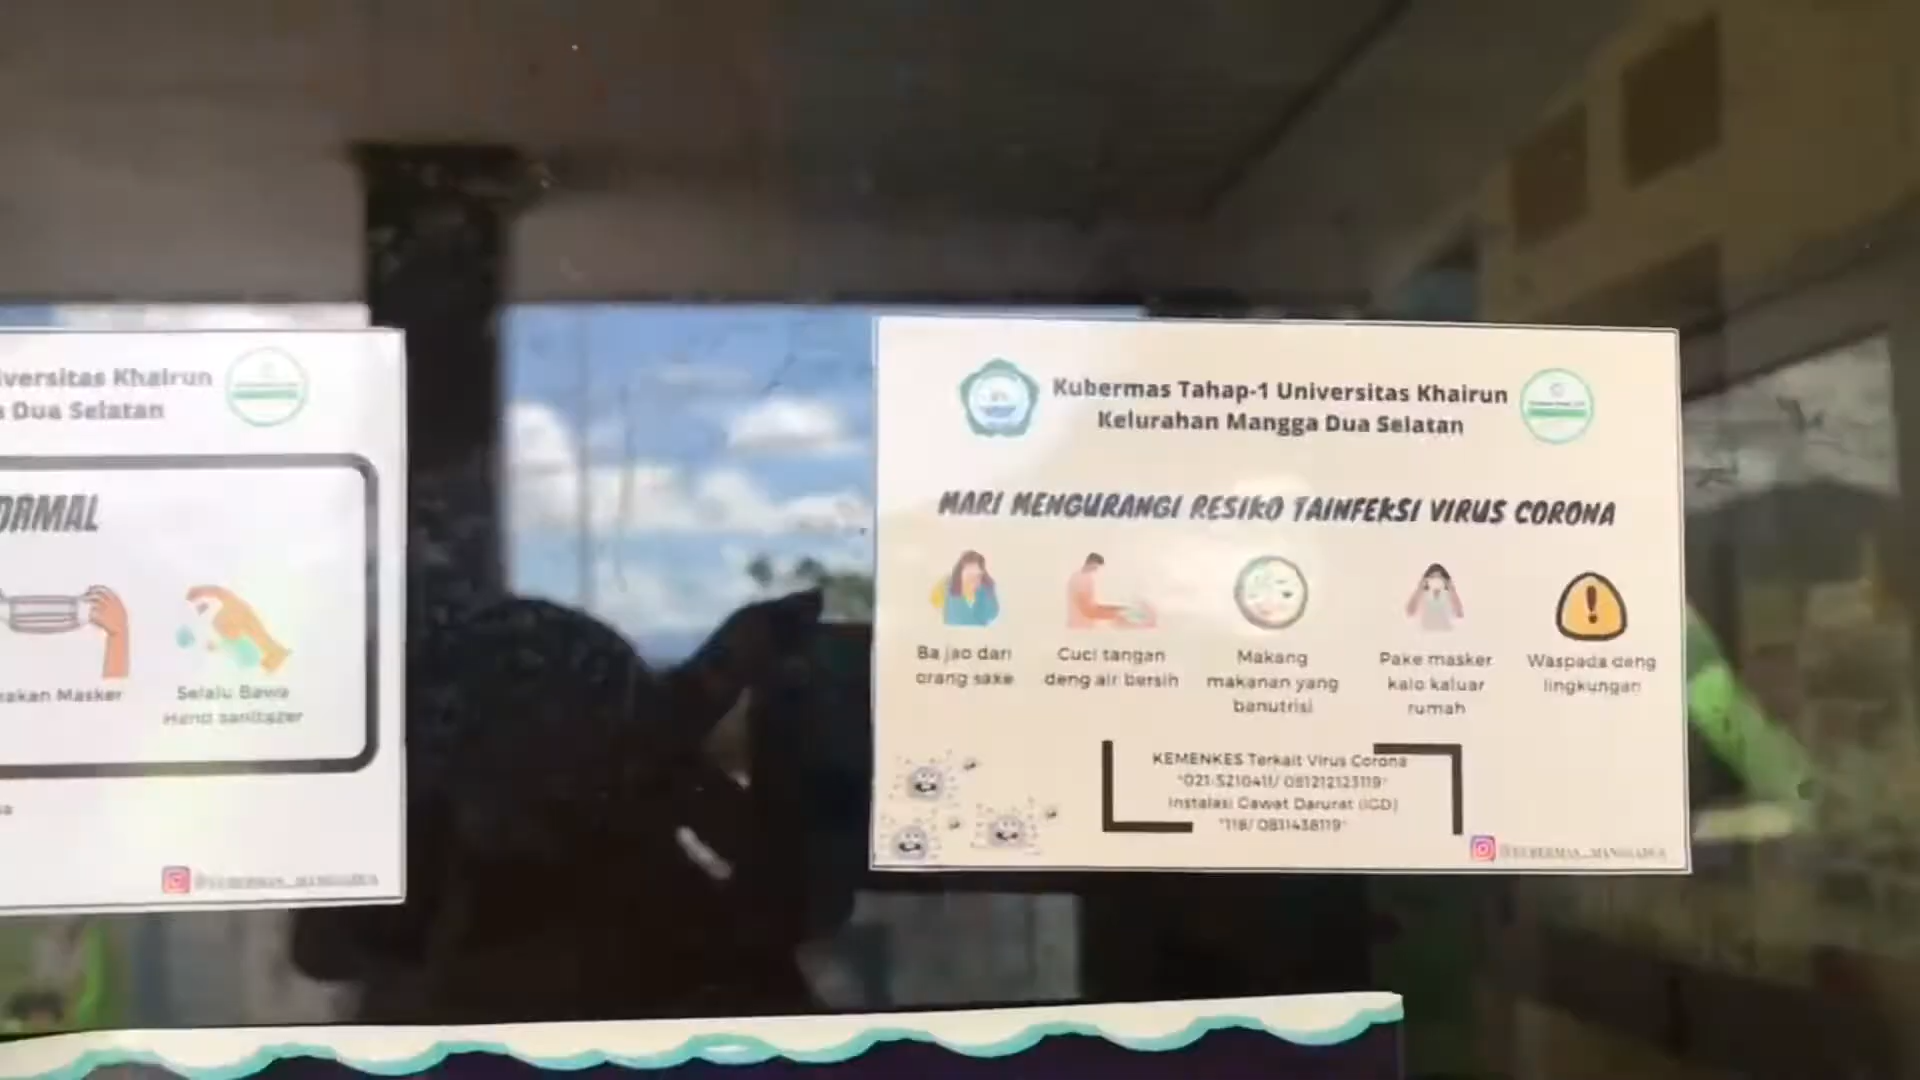 versitas Khairun
Dua Selatan
ORMAL
akan Masker
Selalu Bawa
Hand sanitazer
Kubermas Tahap-1 Universitas Khairun
Kelurahan Mangga Dua Selatan
MARI MENGURANGI RESIKO TAINFEKSI VIRUS CORONA
Ba jao dari
orang sake
Cuci tangan
deng air bersih
Makang
makanan yang
banutrisi
Pake masker
kalo kaluar
rumah
Waspada deng
lingkungan
KEMENKES Terkait Virus Corona
"021-5210411/ 081212123119"
Instalasi Gawat Darurat (IGD)
"118/ 0811438119"
@KUBERMAS_MANGGADUA